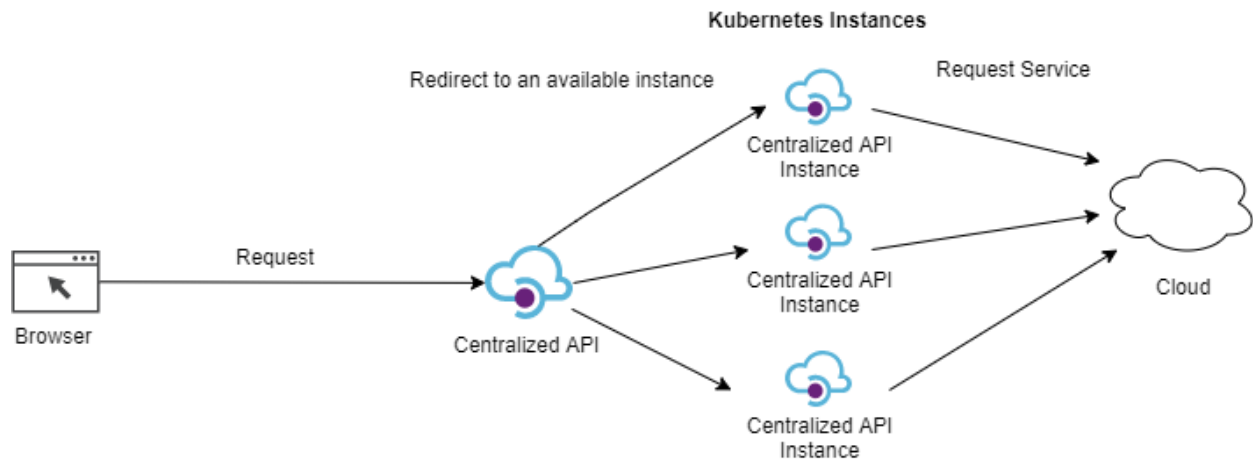 Kubernetes Instances
Redirect to an available instance
Request Service
Centralized API
Instance
Request
Centralized API
Instance
Browser
Centralized API
Cloud
Centralized API
Instance